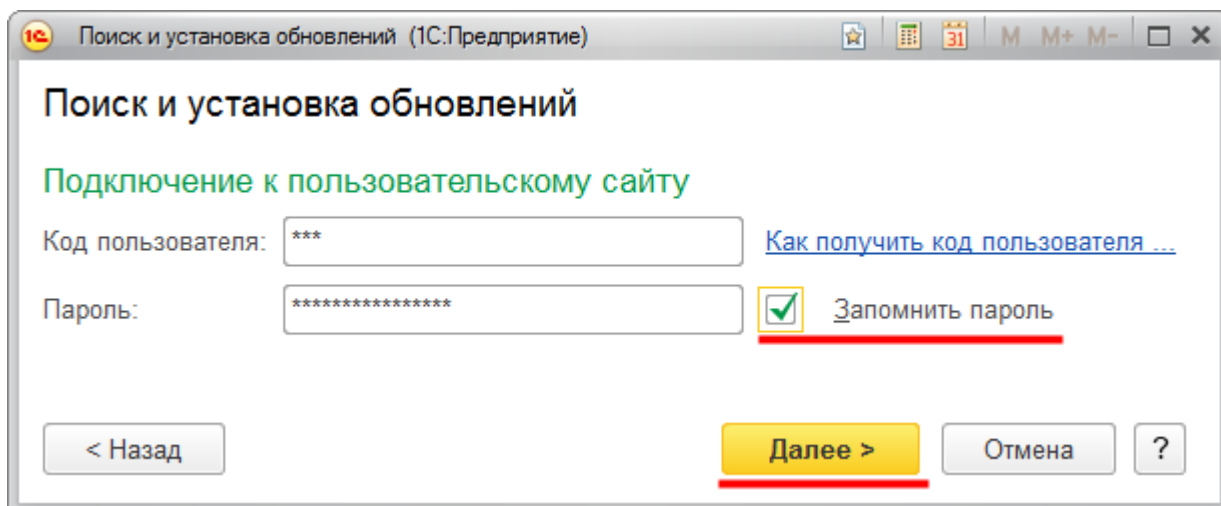 1С Поиск и установка обновлений (1С:Предприятие) 31 M M+ M-
Поиск и установка обновлений
Подключение к пользовательскому сайту
Код пользователя: *** Как получить код пользователя ...
Пароль: **************** Запомнить пароль
< Назад Далее > Отмена ?